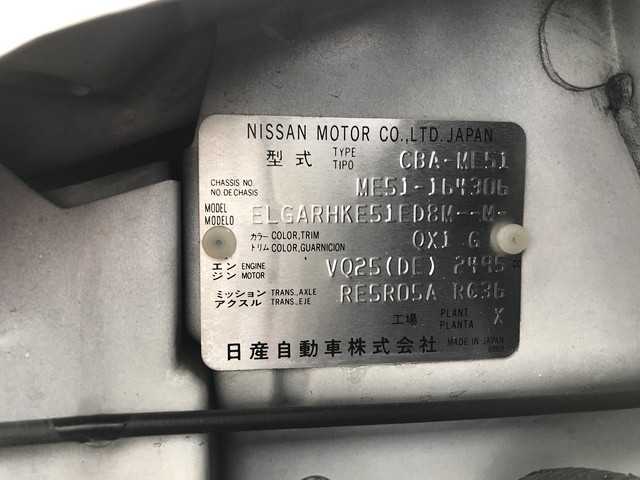 NISSAN MOTOR CO.,LTD.JAPAN
型式 TYPE TIPO CBA-ME51
CHASSIS NO. NO.DE CHASIS ME51-164306
MODEL MODELO ELGARHKE51ED8M--M-
カラー COLOR,TRIM トリム COLOR,GUARNICION QX1 G
エンジン ENGINE MOTOR VQ25(DE) 2495
ミッション TRANS.,AXLE アクスル TRANS.,EJE RE5R05A RC36
工場 PLANT PLANTA X
日産自動車株式会社 MADE IN JAPAN